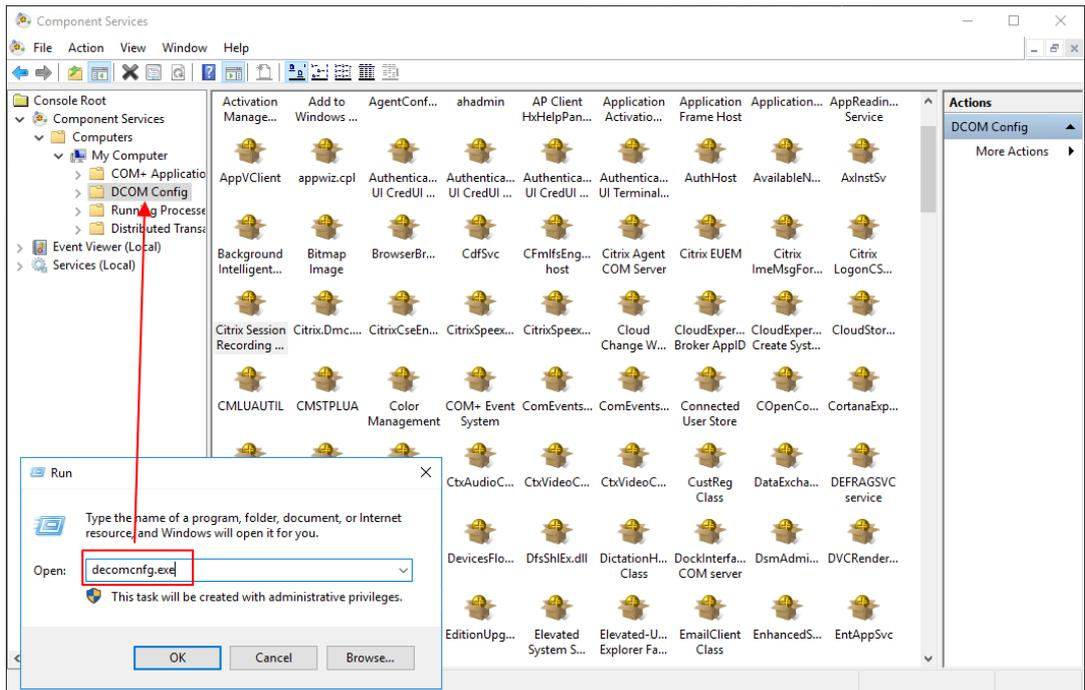 Component Services
File Action View Window Help
Console Root
Component Services
Computers
My Computer
COM+ Applicatio
DCOM Config
Running Processe
Distributed Transa
Event Viewer (Local)
Services (Local)
Activation Manage...
Add to Windows ...
AgentConf...
ahadmin
AP Client HxHelpPan...
Application Activatio...
Application Frame Host
Application...
AppReadin... Service
AppVClient
appwiz.cpl
Authentica... UI CredUI ...
Authentica... UI CredUI ...
Authentica... UI CredUI ...
Authentica... UI Terminal...
AuthHost
AvailableN...
AxInstSv
Background Intelligent...
Bitmap Image
BrowserBr...
CdfSvc
CFmIfsEng... host
Citrix Agent COM Server
Citrix EUEM
Citrix ImeMsgFor...
Citrix LogonCS...
Citrix Session Recording ...
Citrix.Dmc....
CitrixCseEn...
CitrixSpeex...
CitrixSpeex...
Cloud Change W...
CloudExper... Broker AppID
CloudExper... Create Syst...
CloudStor...
CMLUAUTIL
CMSTPLUA
Color Management
COM+ Event System
ComEvents...
ComEvents...
Connected User Store
COpenCo...
CortanaExp...
CtxAudioC...
CtxVideoC...
CtxVideoC...
CustReg Class
DataExcha...
DEFRAGSVC service
DevicesFlo...
DfsShlEx.dll
DictationH... Class
DockInterfa... COM server
DsmAdmi...
DVCRender...
EditionUpg...
Elevated System S...
Elevated-U... Explorer Fa...
EmailClient Class
EnhancedS...
EntAppSvc
Actions
DCOM Config
More Actions
Run
Type the name of a program, folder, document, or Internet
resource, and Windows will open it for you.
Open: decomcnfg.exe
This task will be created with administrative privileges.
OK Cancel Browse...